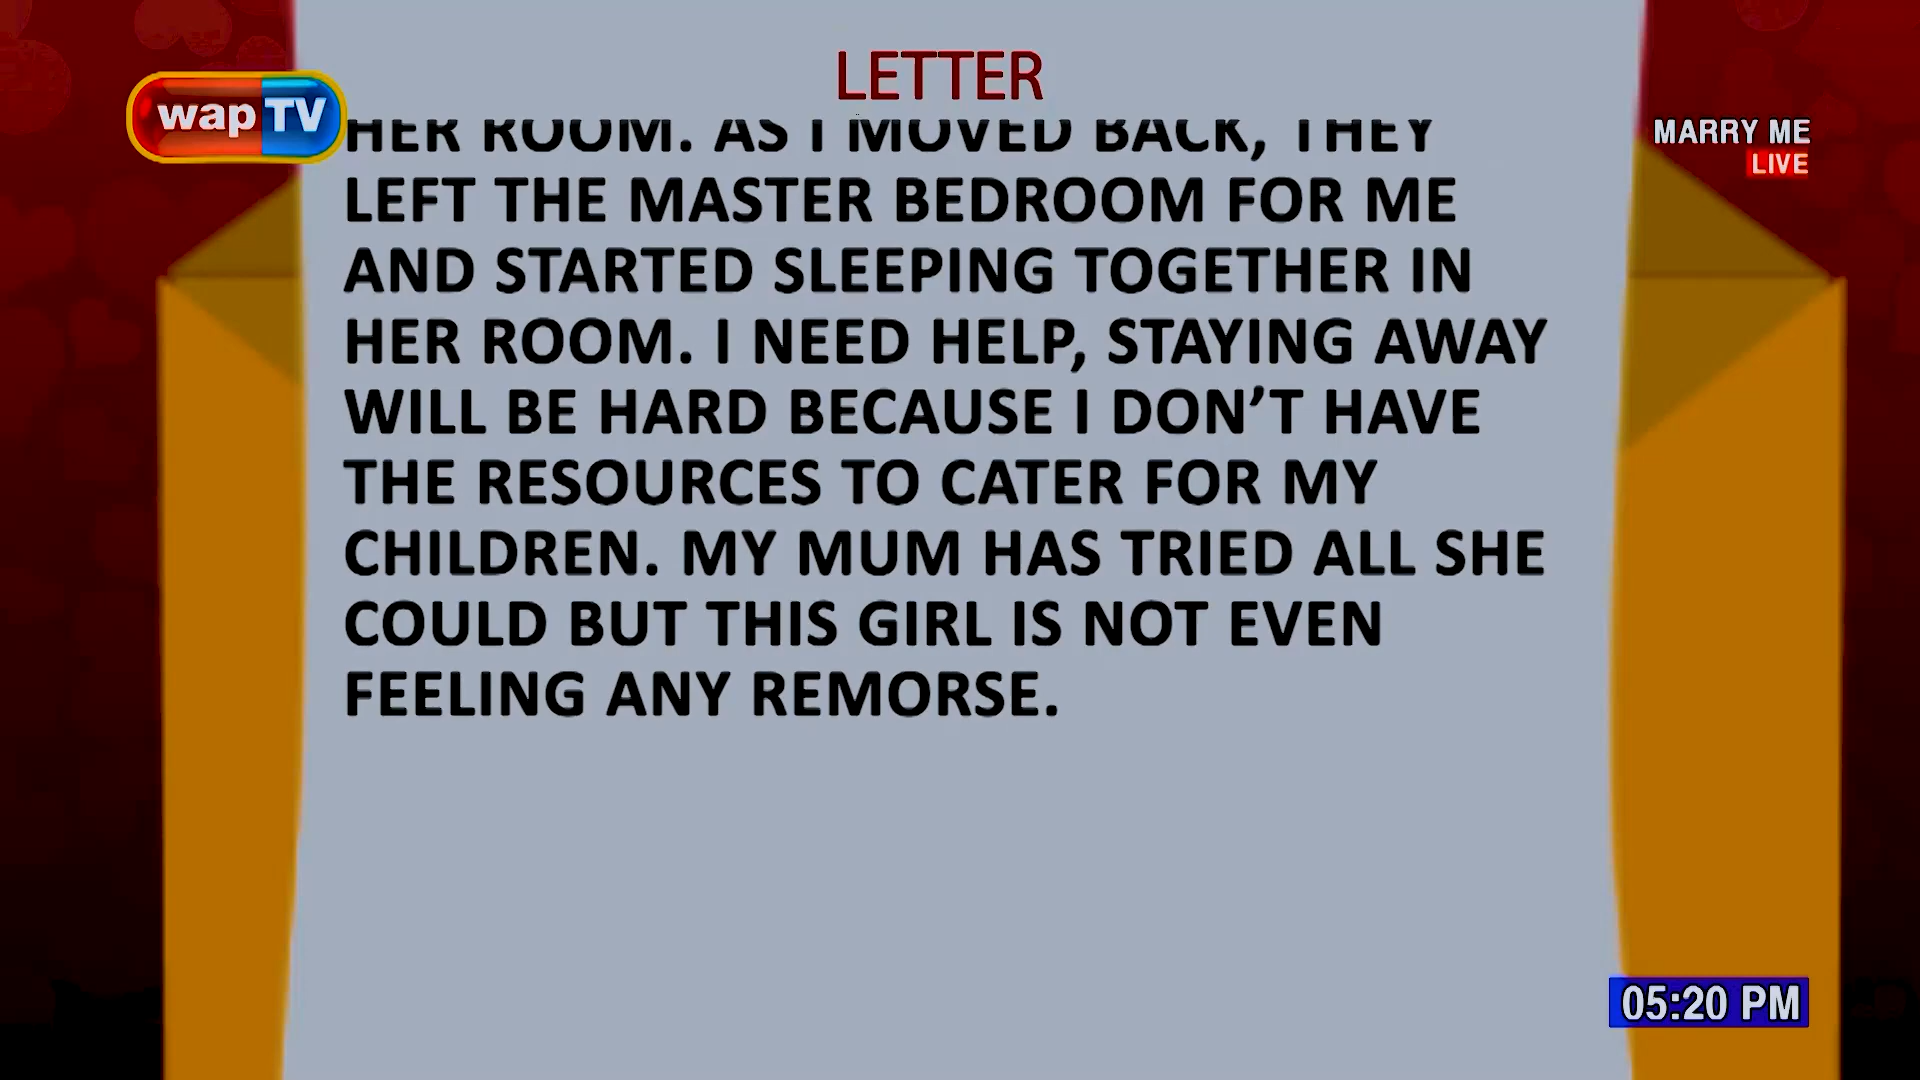 LETTER
wapTV
HER ROOM. AS I MOVED BACK, THEY
MARRY ME
LIVE
LEFT THE MASTER BEDROOM FOR ME
AND STARTED SLEEPING TOGETHER IN
HER ROOM. I NEED HELP, STAYING AWAY
WILL BE HARD BECAUSE I DON’T HAVE
THE RESOURCES TO CATER FOR MY
CHILDREN. MY MUM HAS TRIED ALL SHE
COULD BUT THIS GIRL IS NOT EVEN
FEELING ANY REMORSE.
05:20 PM